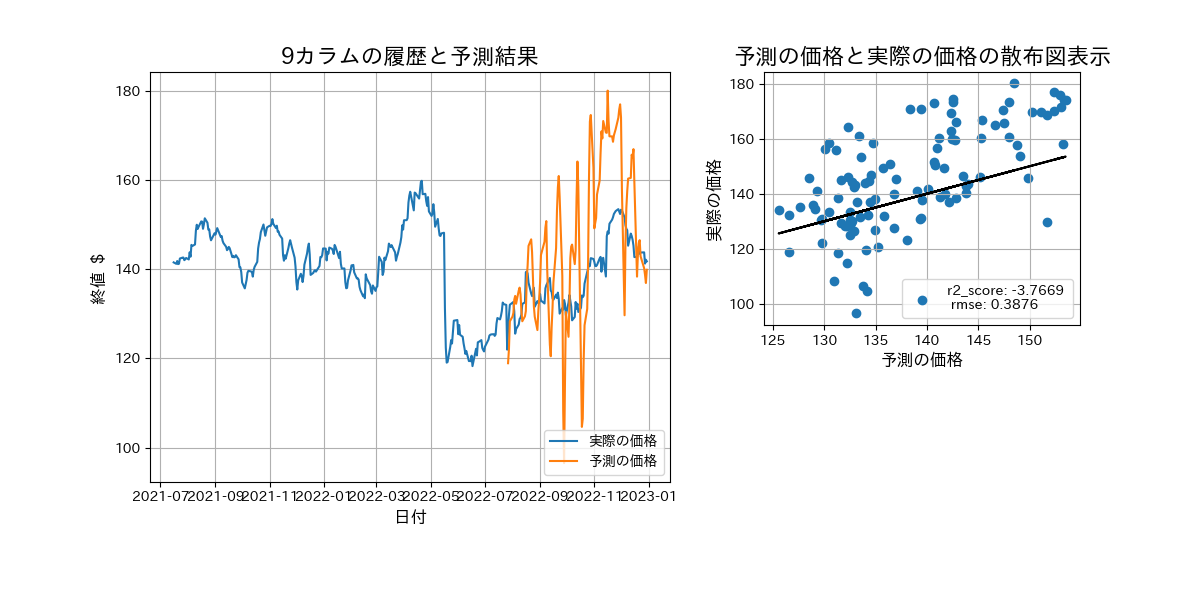 9カラムの履歴と予測結果
終値 $
180
160
140
120
100
2021-07
2021-09
2021-11
2022-01
2022-03
2022-05
2022-07
2022-09
2022-11
2023-01
日付
実際の価格
予測の価格
予測の価格と実際の価格の散布図表示
実際の価格
180
160
140
120
100
125
130
135
140
145
150
予測の価格
r2_score: -3.7669
rmse: 0.3876